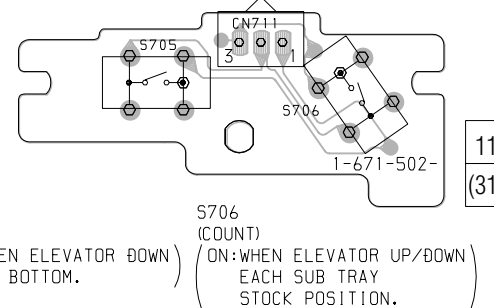 CN711
S705
3 1
S706
1-671-502-
11
(31
S706
(COUNT)
EN ELEVATOR DOWN)
BOTTOM.
(ON:WHEN ELEVATOR UP/DOWN)
EACH SUB TRAY
STOCK POSITION.